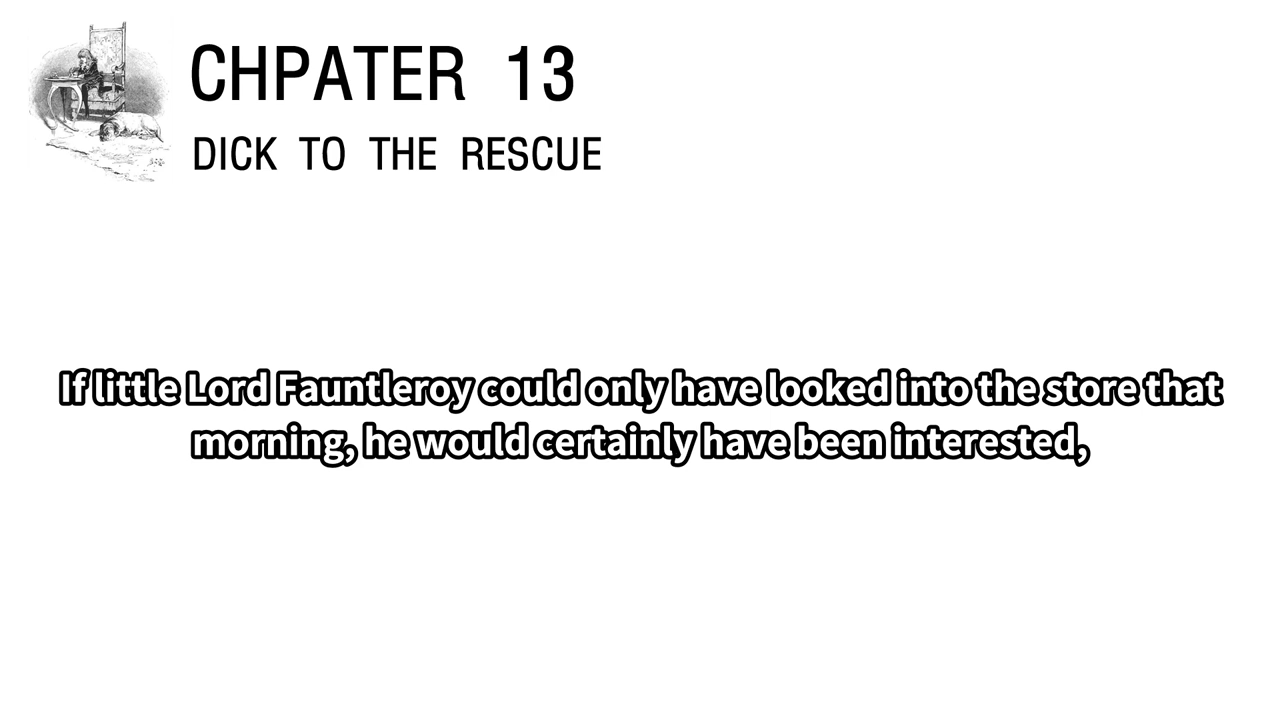 CHPATER 13
DICK TO THE RESCUE
If little Lord Fauntleroy could only have looked into the store that
morning, he would certainly have been interested,